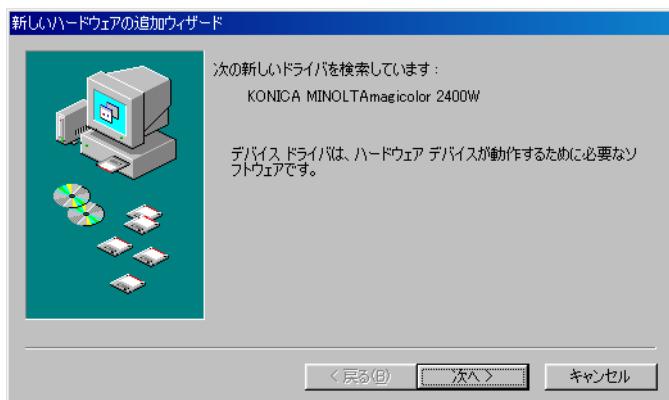 新しいハードウェアの追加ウィザード
次の新しいドライバを検索しています：
KONICA MINOLTAmagicolor 2400W
デバイス ドライバは、ハードウェア デバイスが動作するために必要なソ
フトウェアです。
< 戻る(B)
次へ >
キャンセル